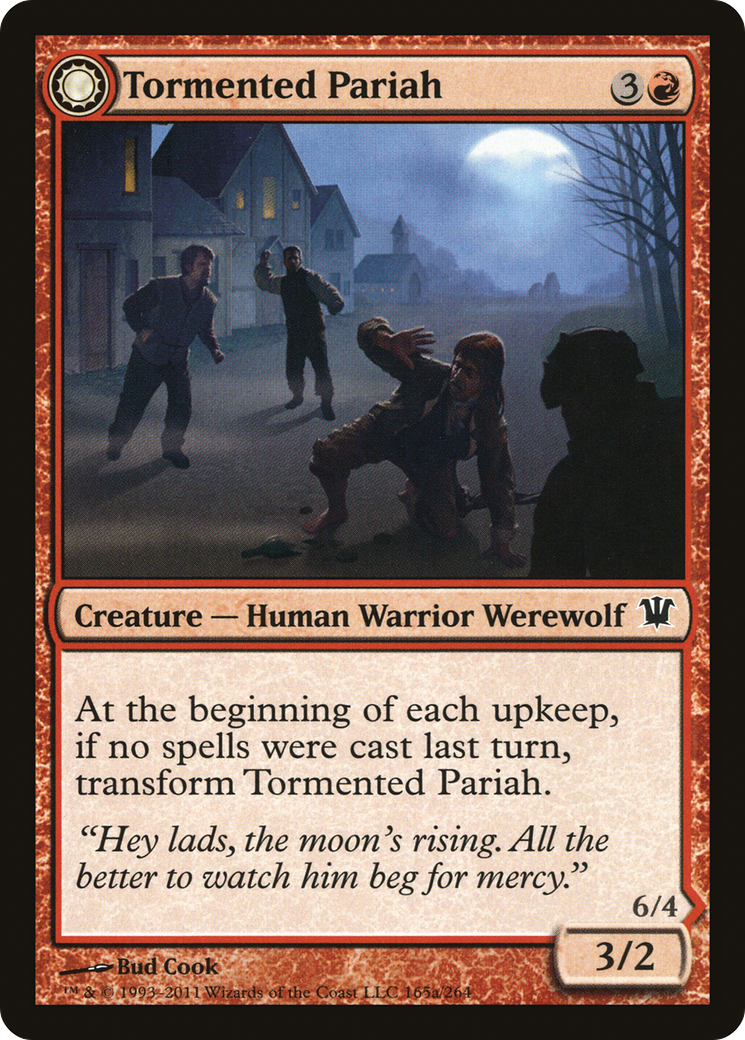 Tormented Pariah
3
Creature — Human Warrior Werewolf
At the beginning of each upkeep,
if no spells were cast last turn,
transform Tormented Pariah.
“Hey lads, the moon’s rising. All the
better to watch him beg for mercy.”
6/4
3/2
Bud Cook
™ & © 1993–2011 Wizards of the Coast LLC 165a/264